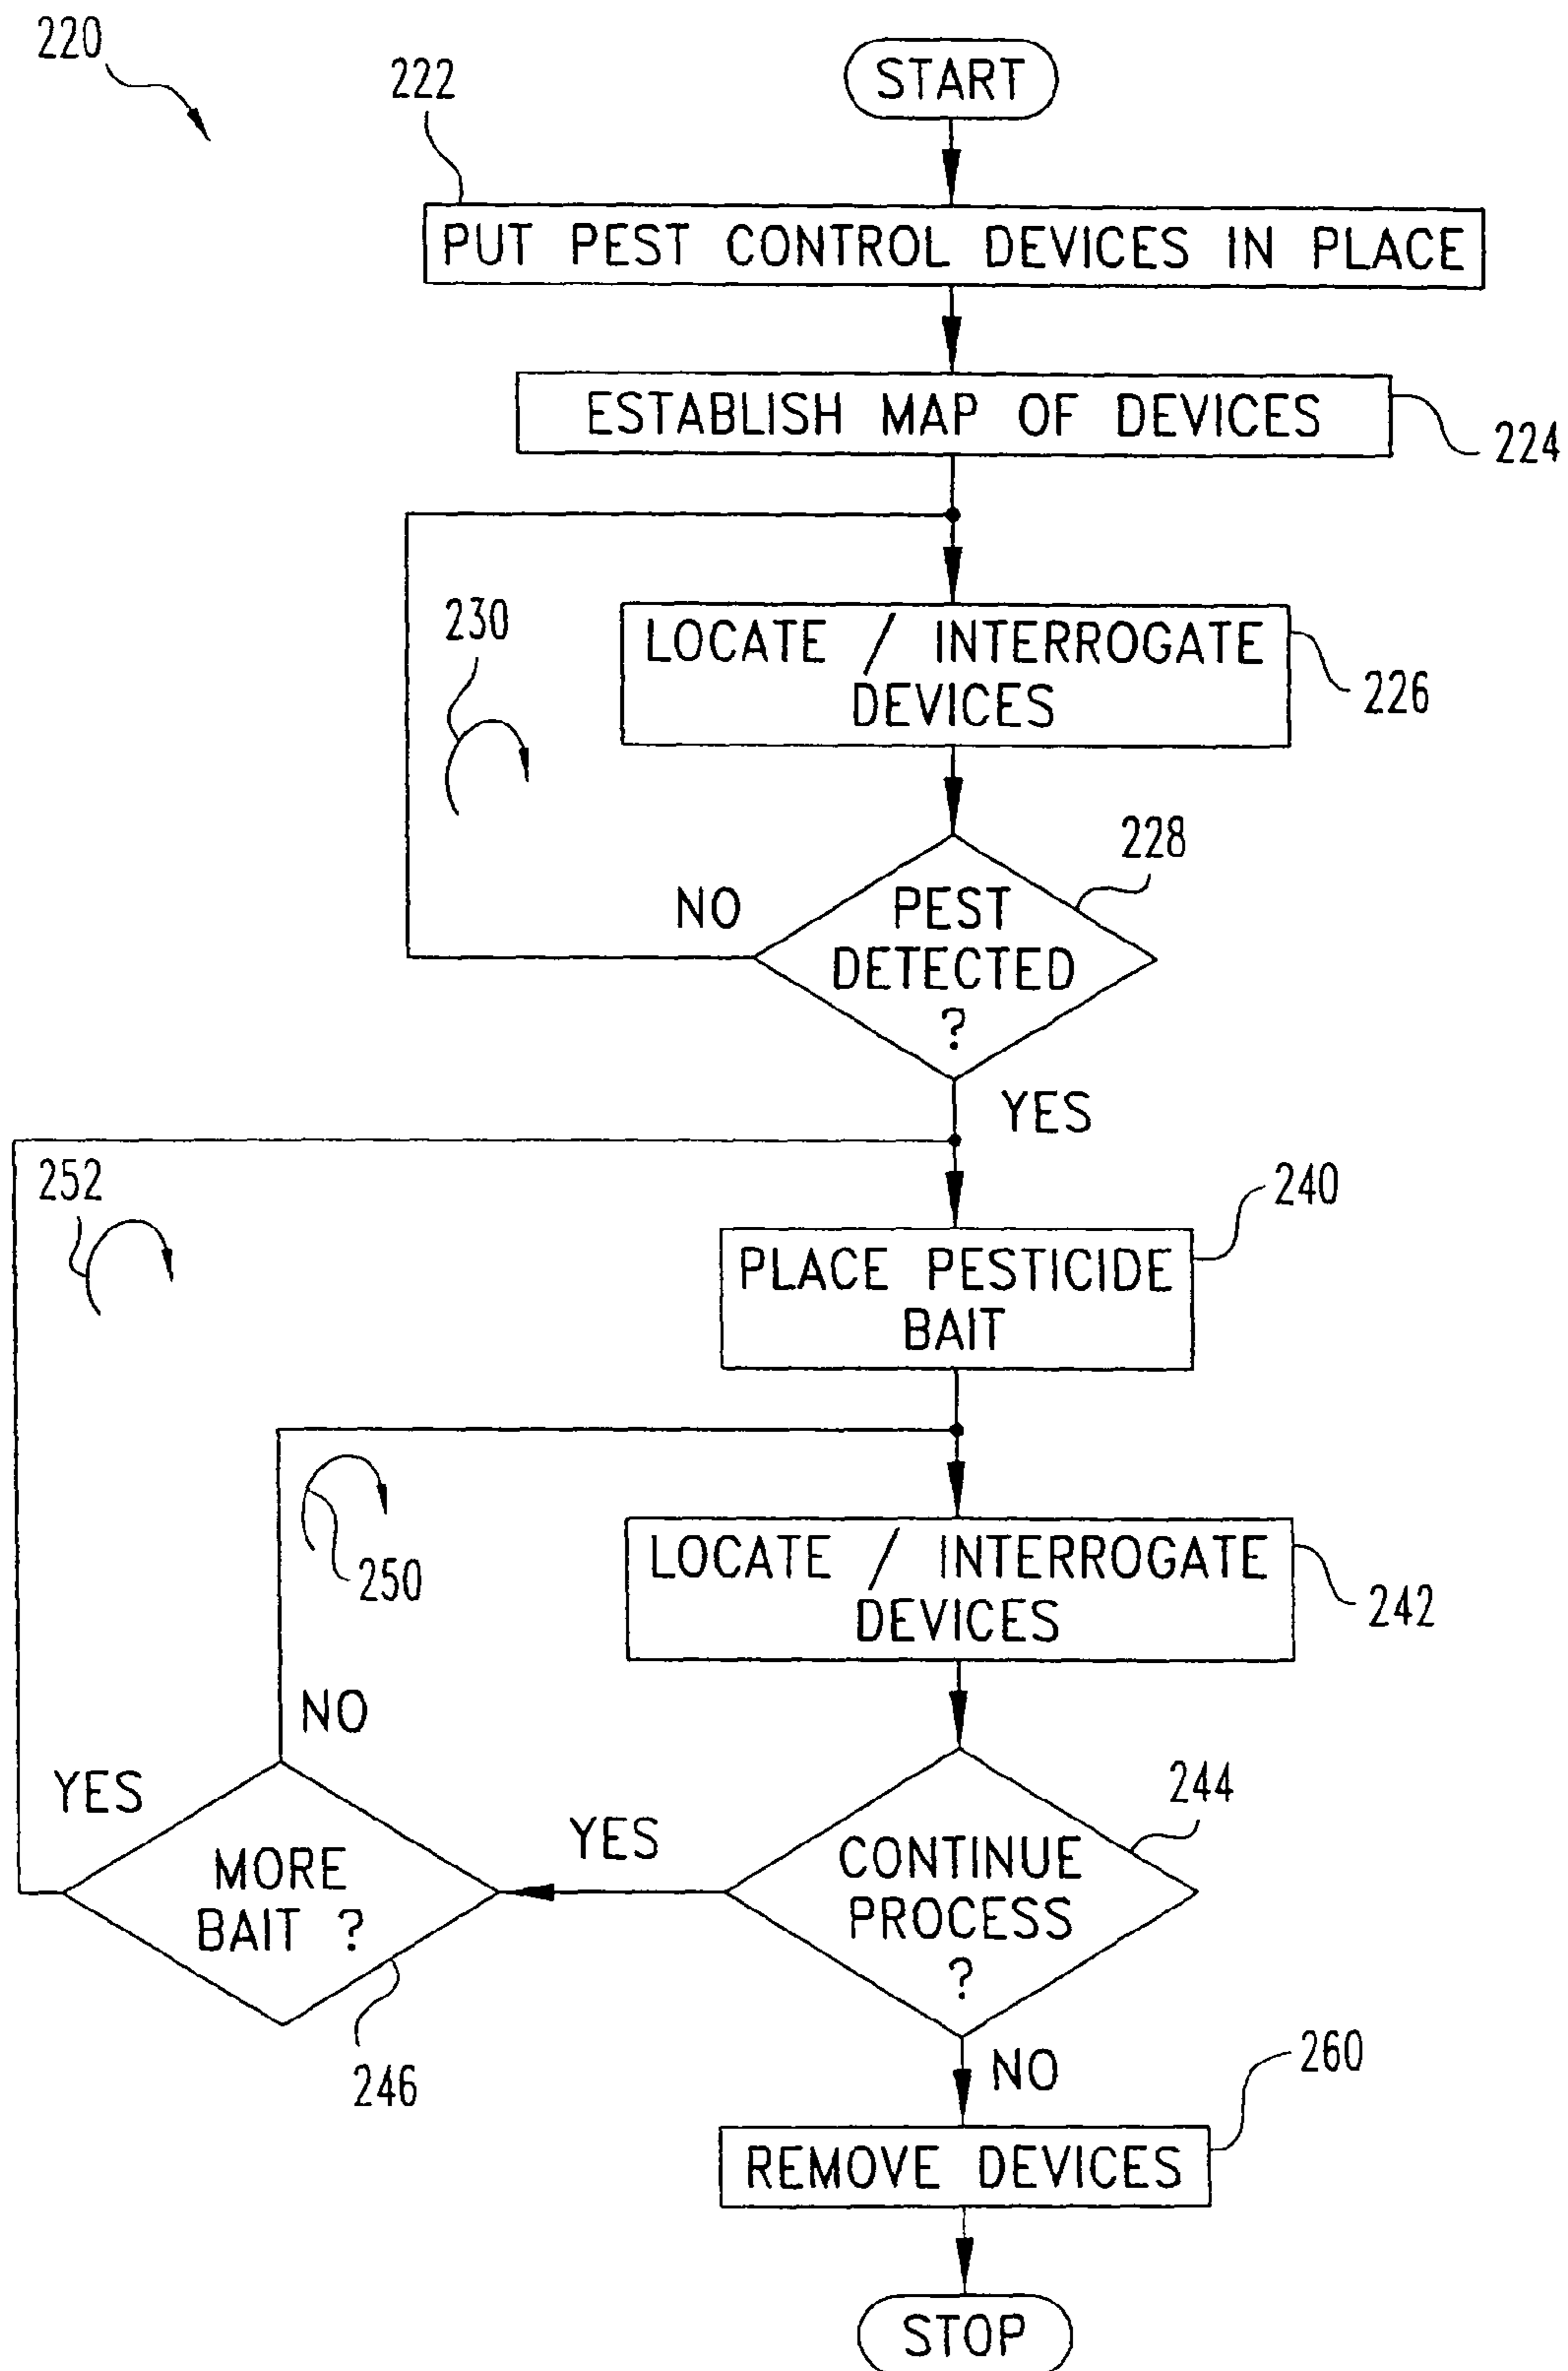 220
START
222
PUT PEST CONTROL DEVICES IN PLACE
ESTABLISH MAP OF DEVICES
224
230
LOCATE / INTERROGATE
DEVICES
226
228
NO
PEST
DETECTED
?
YES
252
240
PLACE PESTICIDE
BAIT
250
LOCATE / INTERROGATE
DEVICES
242
NO
YES
244
YES
MORE
BAIT ?
CONTINUE
PROCESS
?
246
NO
260
REMOVE DEVICES
STOP